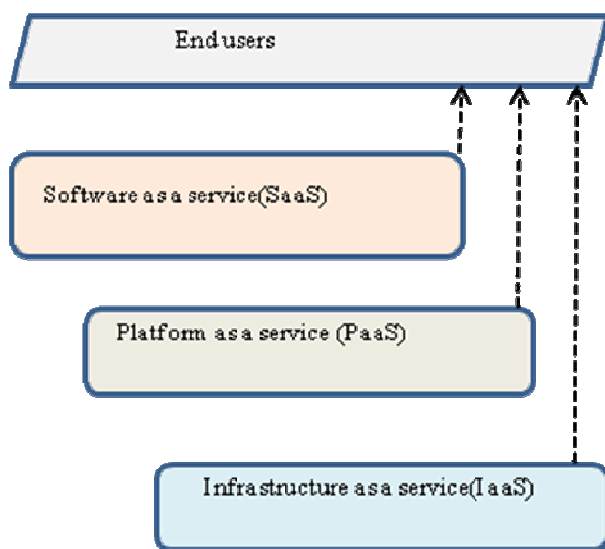 End users
Software as a service(SaaS)
Platform as a service (PaaS)
Infrastructure as a service(IaaS)